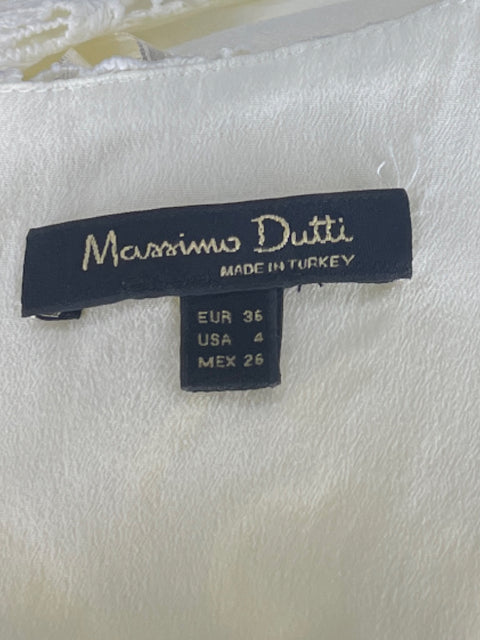 Massimo Dutti
MADE IN TURKEY
EUR 36
USA 4
MEX 26